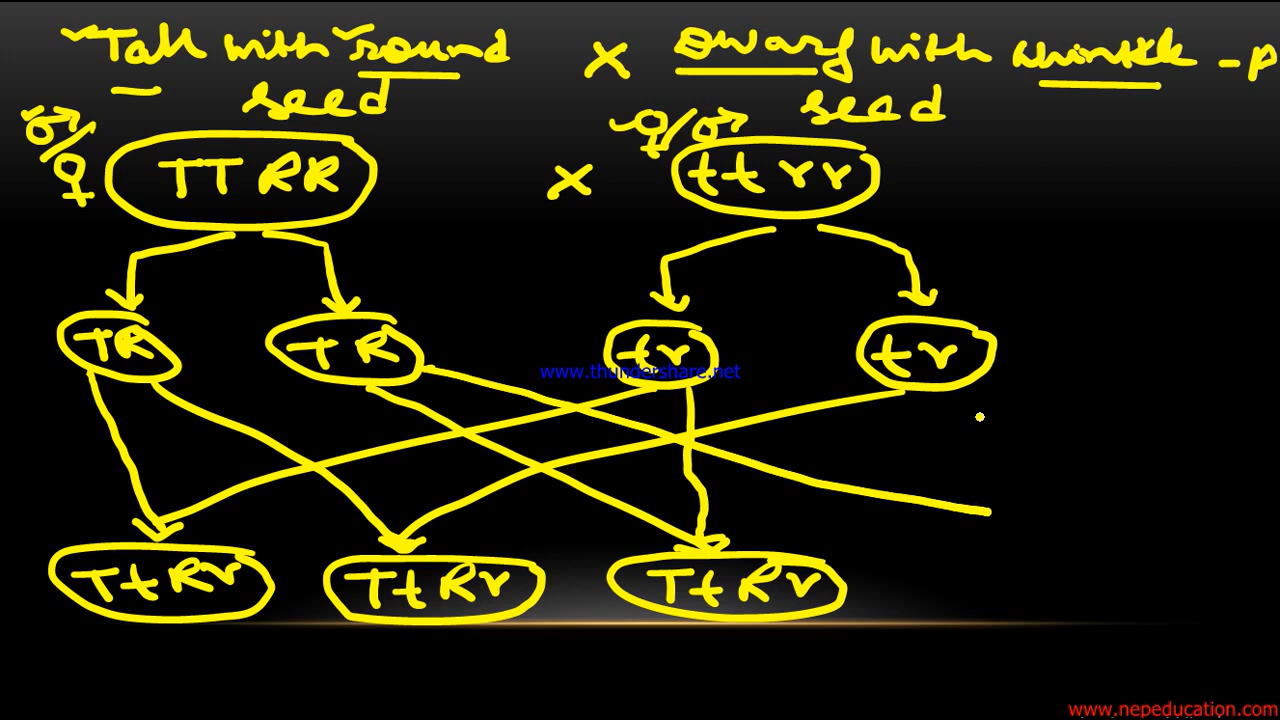 Tall with round × Dwarf with wrinkle - P
seed seed
♂/♀ TTRR × ♀/♂ ttrr
TR TR tr tr
www.thundershare.net
TtRr TtRr TtRr
www.nepeducation.com